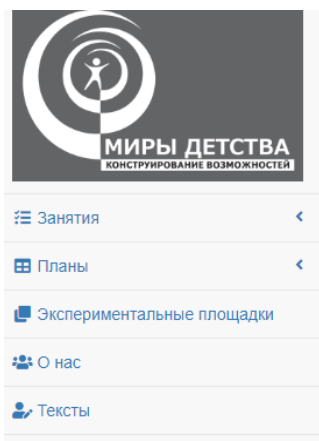 МИРЫ ДЕТСТВА
КОНСТРУИРОВАНИЕ ВОЗМОЖНОСТЕЙ
Занятия
Планы
Экспериментальные площадки
О нас
Тексты